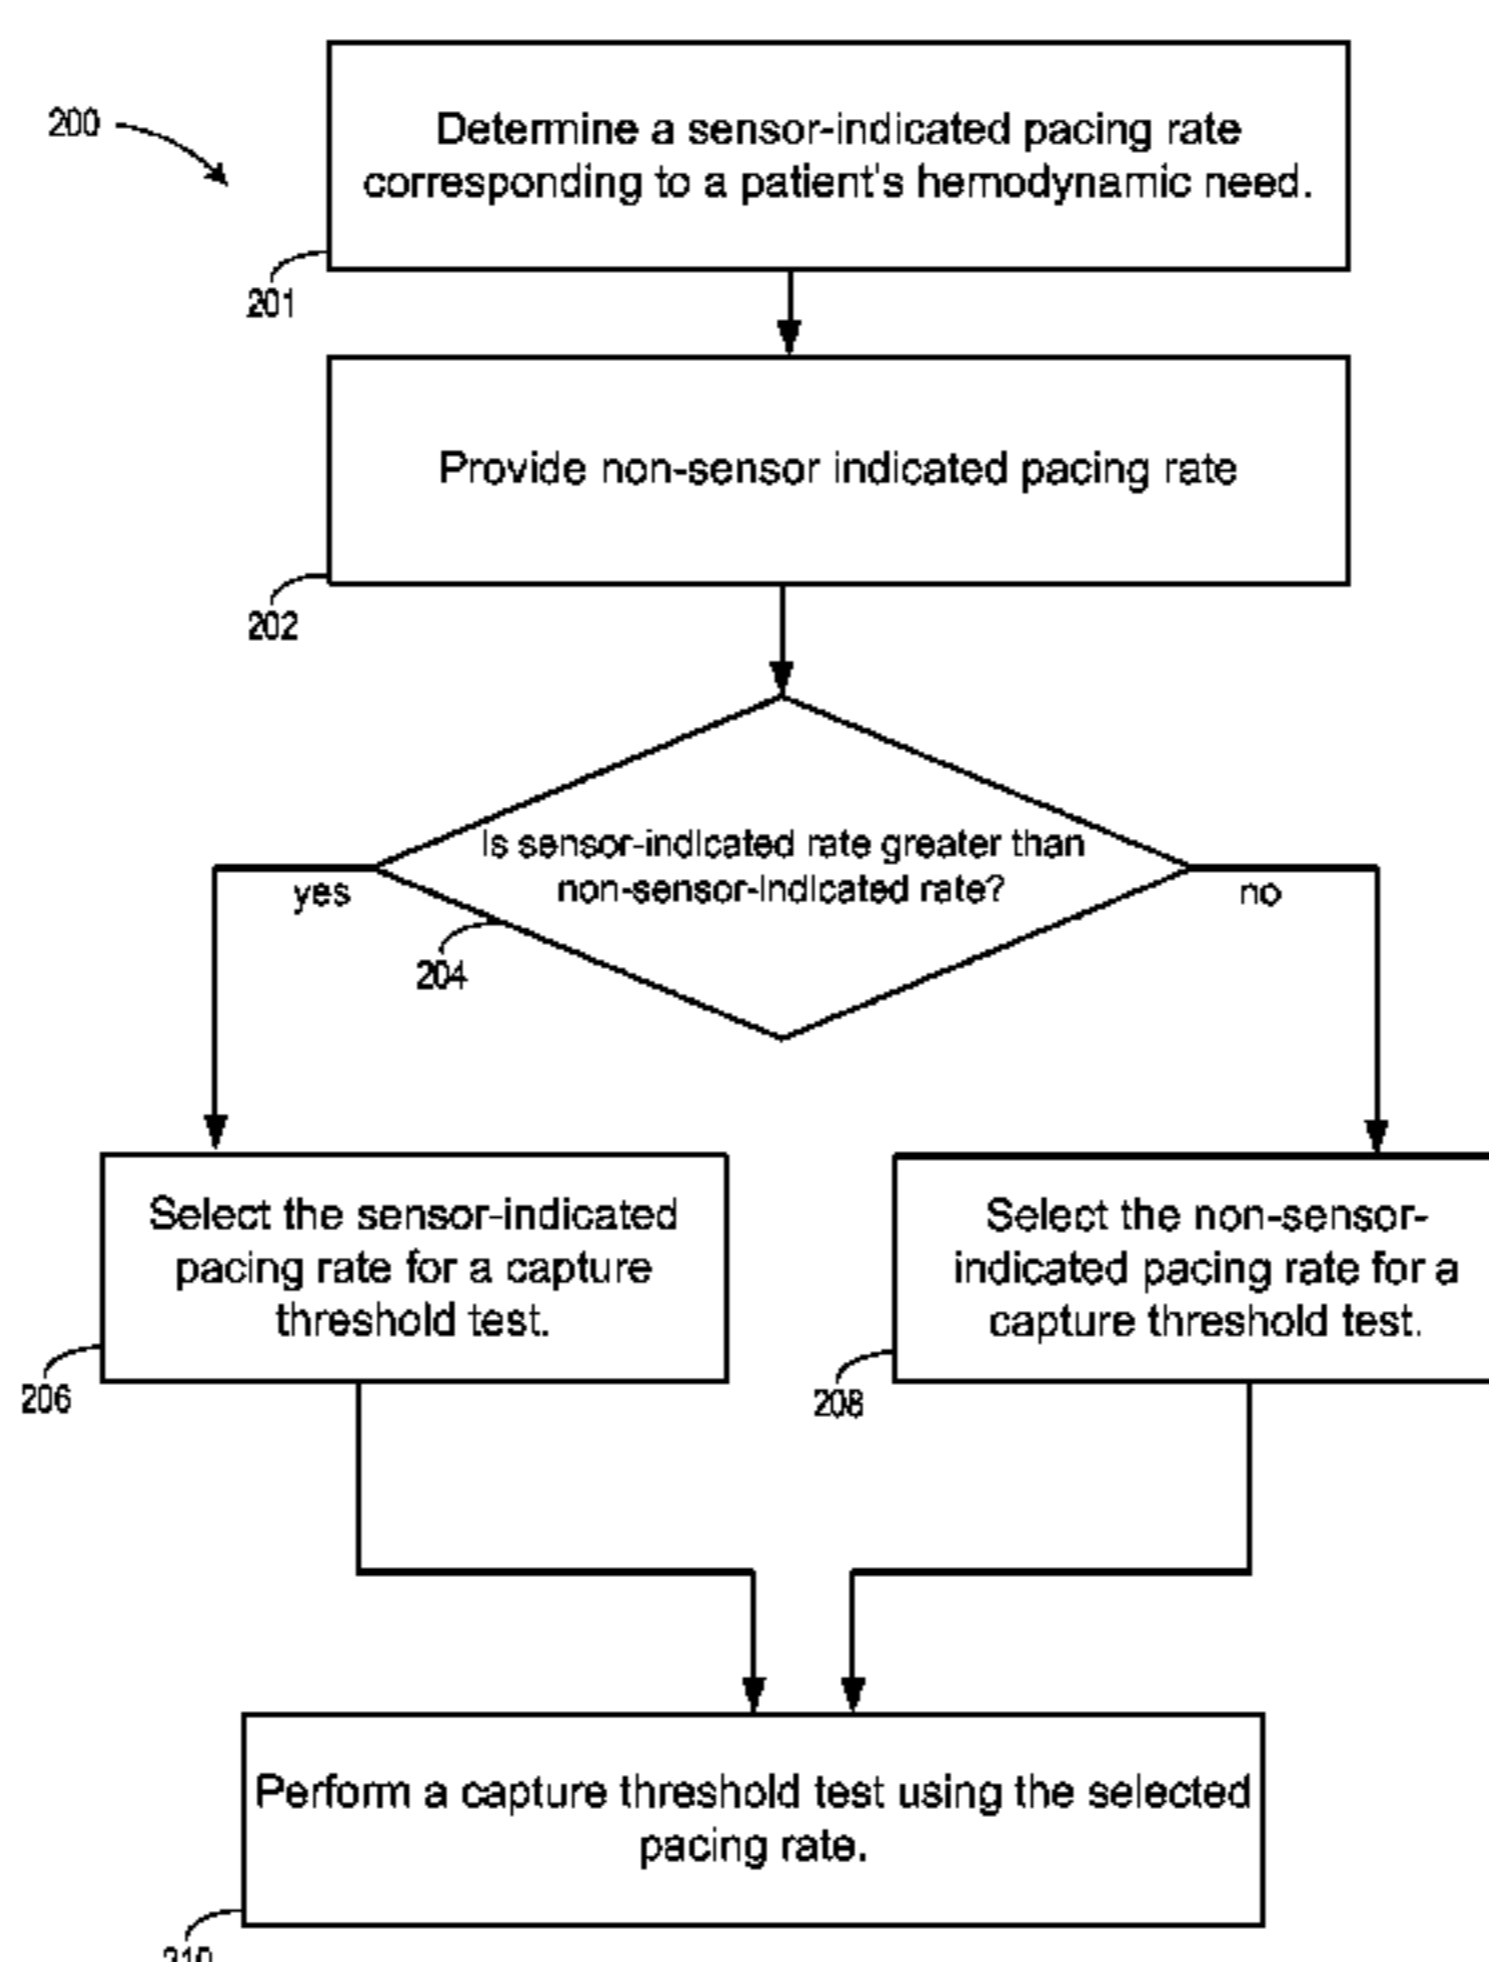 200
Determine a sensor-indicated pacing rate
corresponding to a patient's hemodynamic need.
201
Provide non-sensor indicated pacing rate
202
Is sensor-indicated rate greater than
non-sensor-indicated rate?
yes
no
204
Select the sensor-indicated
pacing rate for a capture
threshold test.
206
Select the non-sensor-
indicated pacing rate for a
capture threshold test.
208
Perform a capture threshold test using the selected
pacing rate.